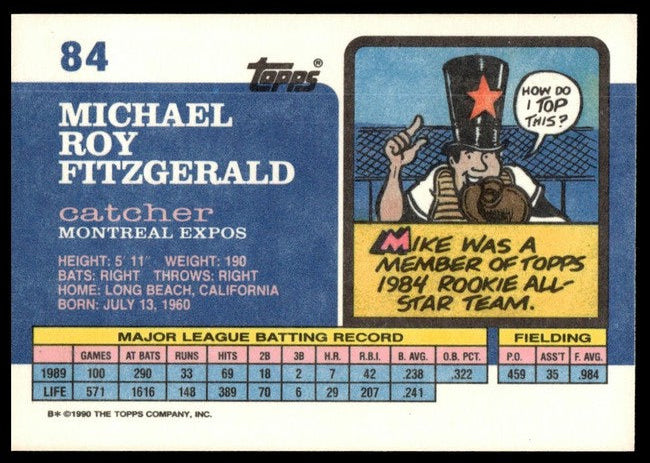 84
Topps®
MICHAEL
ROY
FITZGERALD
catcher
MONTREAL EXPOS
HEIGHT: 5' 11" WEIGHT: 190
BATS: RIGHT THROWS: RIGHT
HOME: LONG BEACH, CALIFORNIA
BORN: JULY 13, 1960
HOW DO
I TOP
THIS?
MIKE WAS A
MEMBER OF TOPPS
1984 ROOKIE ALL-
STAR TEAM.
MAJOR LEAGUE BATTING RECORD
GAMES AT BATS RUNS HITS 2B 3B H.R. R.B.I. B. AVG. O.B. PCT.
1989 100 290 33 69 18 2 7 42 .238 .322
LIFE 571 1616 148 389 70 6 29 207 .241
FIELDING
P.O. ASS'T F. AVG.
459 35 .984
B* ©1990 THE TOPPS COMPANY, INC.